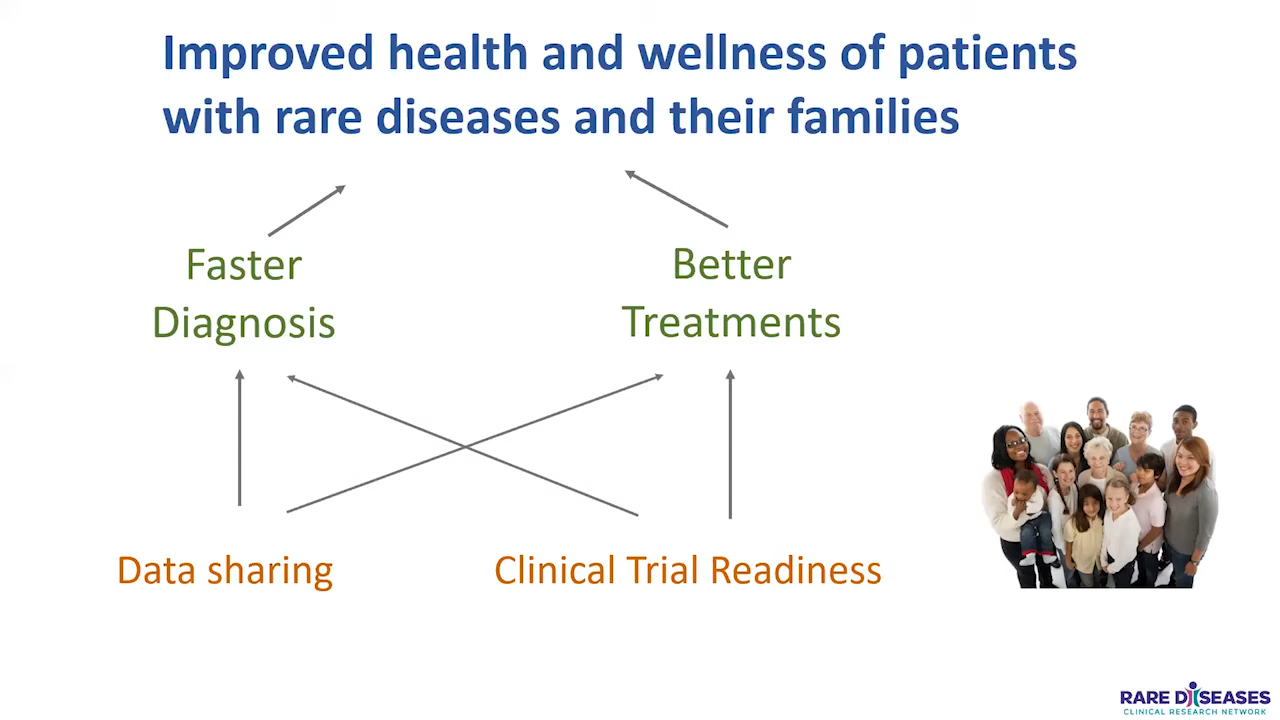 Improved health and wellness of patients
with rare diseases and their families
Faster
Diagnosis
Better
Treatments
Data sharing
Clinical Trial Readiness
RARE DISEASES
CLINICAL RESEARCH NETWORK